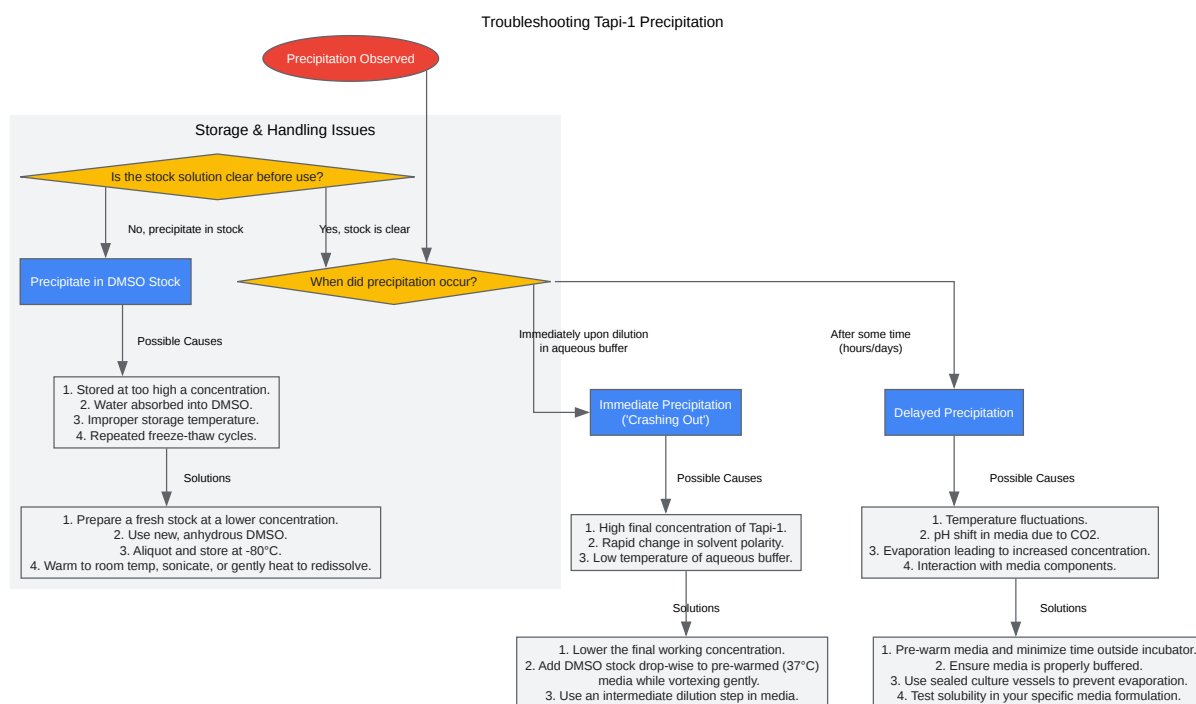 Troubleshooting Tapi-1 Precipitation
Precipitation Observed
Storage & Handling Issues
Is the stock solution clear before use?
No, precipitate in stock
Yes, stock is clear
Precipitate in DMSO Stock
When did precipitation occur?
Possible Causes
Immediately upon dilution
in aqueous buffer
After some time
(hours/days)
1. Stored at too high a concentration.
2. Water absorbed into DMSO.
3. Improper storage temperature.
4. Repeated freeze-thaw cycles.
Immediate Precipitation
('Crashing Out')
Delayed Precipitation
Solutions
Possible Causes
Possible Causes
1. Prepare a fresh stock at a lower concentration.
2. Use new, anhydrous DMSO.
3. Aliquot and store at -80°C.
4. Warm to room temp, sonicate, or gently heat to redissolve.
1. High final concentration of Tapi-1.
2. Rapid change in solvent polarity.
3. Low temperature of aqueous buffer.
1. Temperature fluctuations.
2. pH shift in media due to CO2.
3. Evaporation leading to increased concentration.
4. Interaction with media components.
Solutions
Solutions
1. Lower the final working concentration.
2. Add DMSO stock drop-wise to pre-warmed (37°C)
media while vortexing gently.
3. Use an intermediate dilution step in media.
1. Pre-warm media and minimize time outside incubator.
2. Ensure media is properly buffered.
3. Use sealed culture vessels to prevent evaporation.
4. Test solubility in your specific media formulation.